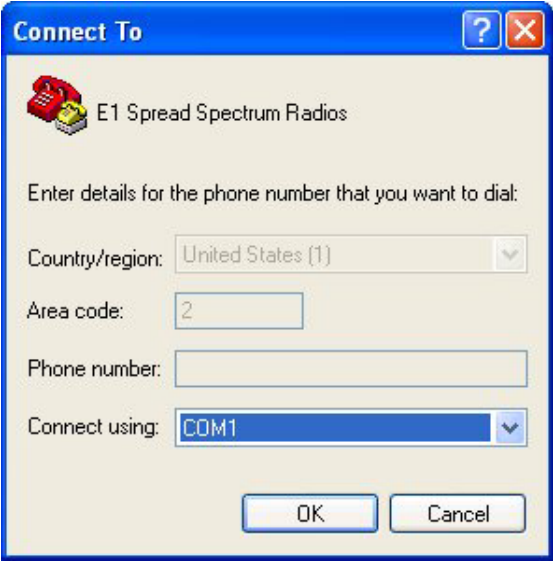 Connect To
?
E1 Spread Spectrum Radios
Enter details for the phone number that you want to dial:
Country/region: United States (1)
Area code: 2
Phone number:
Connect using: COM1
OK Cancel